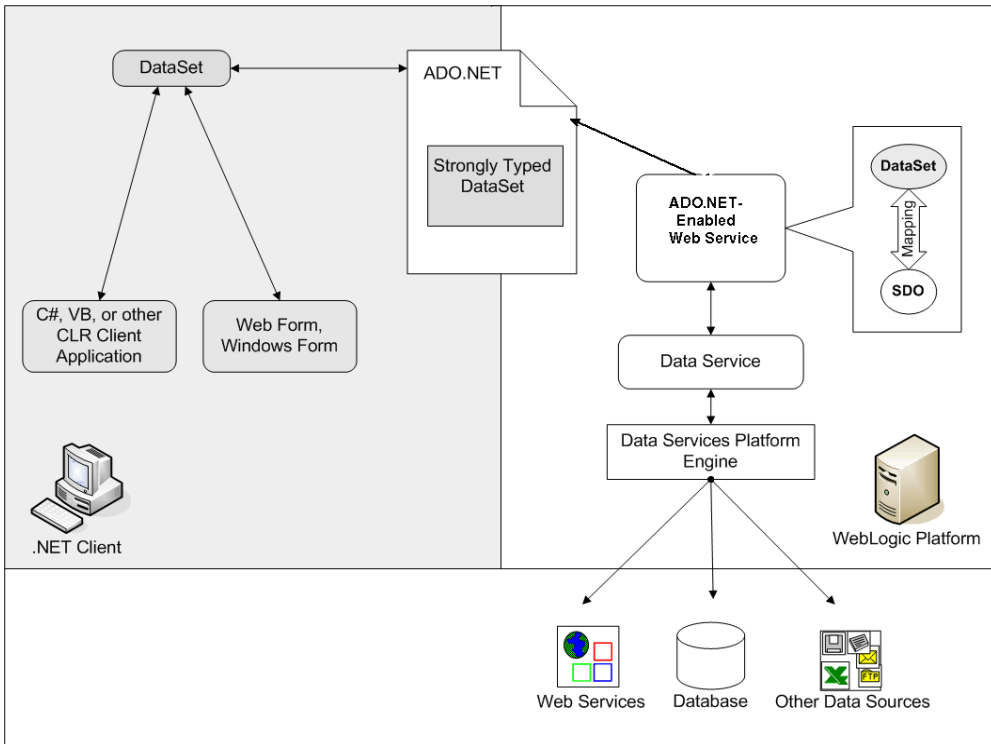 DataSet
ADO.NET
Strongly Typed
DataSet
ADO.NET-
Enabled
Web Service
DataSet
Mapping
SDO
C#, VB, or other
CLR Client
Application
Web Form,
Windows Form
Data Service
Data Services Platform
Engine
.NET Client
WebLogic Platform
Web Services
Database
Other Data Sources
FTP